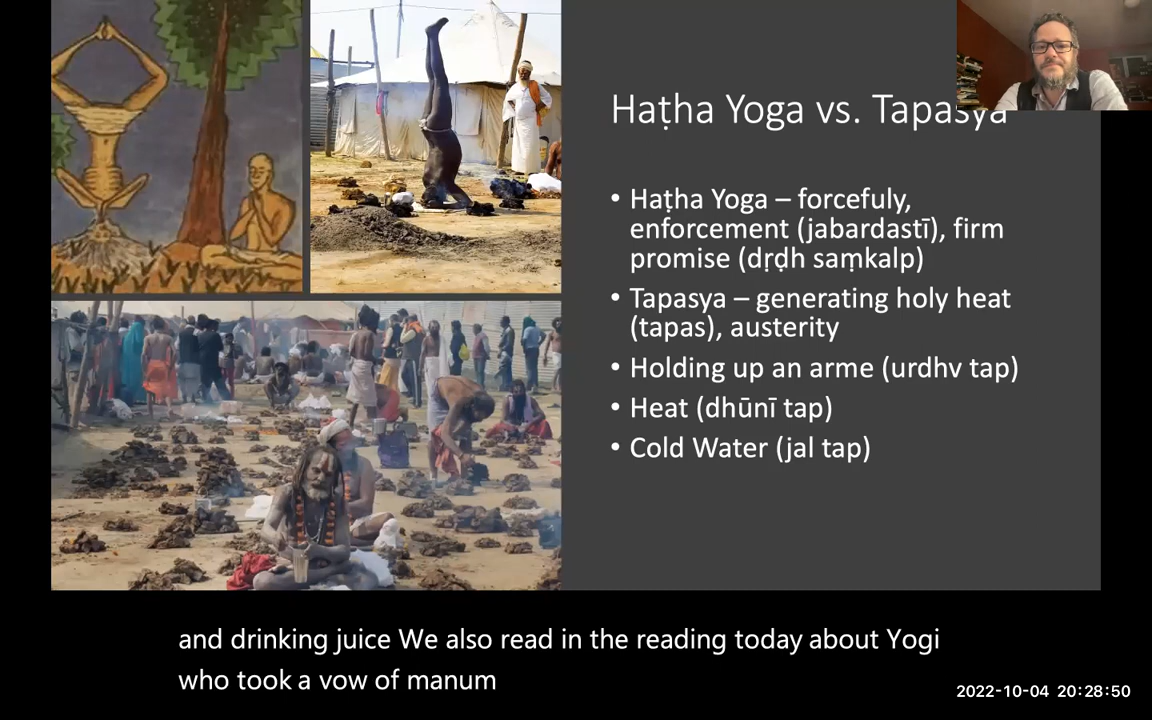 Haṭha Yoga vs. Tapasya
• Haṭha Yoga – forcefuly,
enforcement (jabardastī), firm
promise (dṛḍh saṃkalp)
• Tapasya – generating holy heat
(tapas), austerity
• Holding up an arme (urdhv tap)
• Heat (dhūnī tap)
• Cold Water (jal tap)
and drinking juice We also read in the reading today about Yogi
who took a vow of manum
2022-10-04 20:28:50